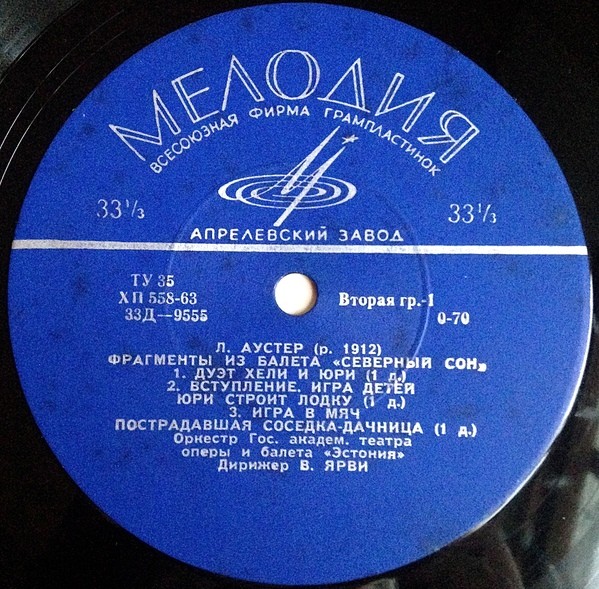 МЕЛОДИЯ
ВСЕСОЮЗНАЯ ФИРМА ГРАМПЛАСТИНОК
33⅓ 33⅓
АПРЕЛЕВСКИЙ ЗАВОД
ТУ 35
ХП 558-63 Вторая гр.-1
33Д—9555 0-70
Л. АУСТЕР (р. 1912)
ФРАГМЕНТЫ ИЗ БАЛЕТА «СЕВЕРНЫЙ СОН»
1. ДУЭТ ХЕЛИ И ЮРИ (1 д.)
2. ВСТУПЛЕНИЕ. ИГРА ДЕТЕЙ
ЮРИ СТРОИТ ЛОДКУ (1 д.)
3. ИГРА В МЯЧ
ПОСТРАДАВШАЯ СОСЕДКА-ДАЧНИЦА (1 д.)
Оркестр Гос. академ. театра
оперы и балета «Эстония»
Дирижер В. ЯРВИ